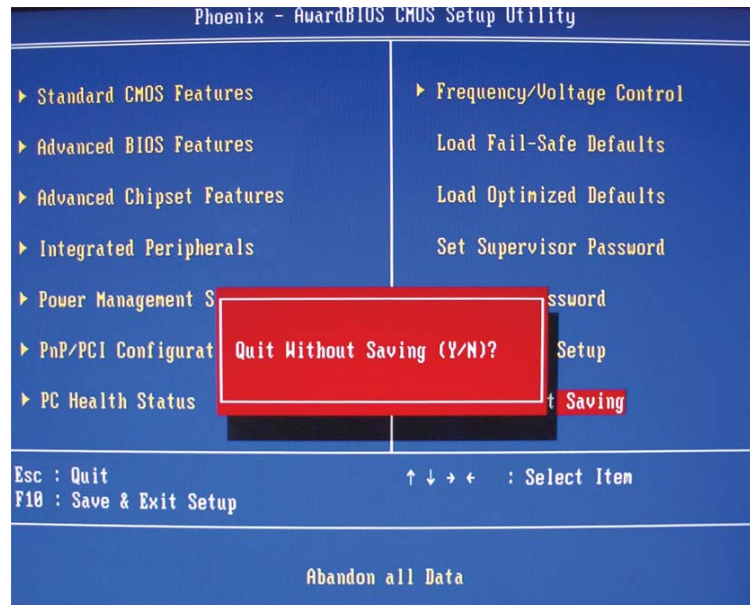 Phoenix - AwardBIOS CMOS Setup Utility
▶ Standard CMOS Features
▶ Advanced BIOS Features
▶ Advanced Chipset Features
▶ Integrated Peripherals
▶ Power Management S
▶ PnP/PCI Configurat
▶ PC Health Status
▶ Frequency/Voltage Control
Load Fail-Safe Defaults
Load Optimized Defaults
Set Supervisor Password
ssword
Setup
t Saving
Quit Without Saving (Y/N)?
Esc : Quit
F10 : Save & Exit Setup
↑ ↓ → ← : Select Item
Abandon all Data